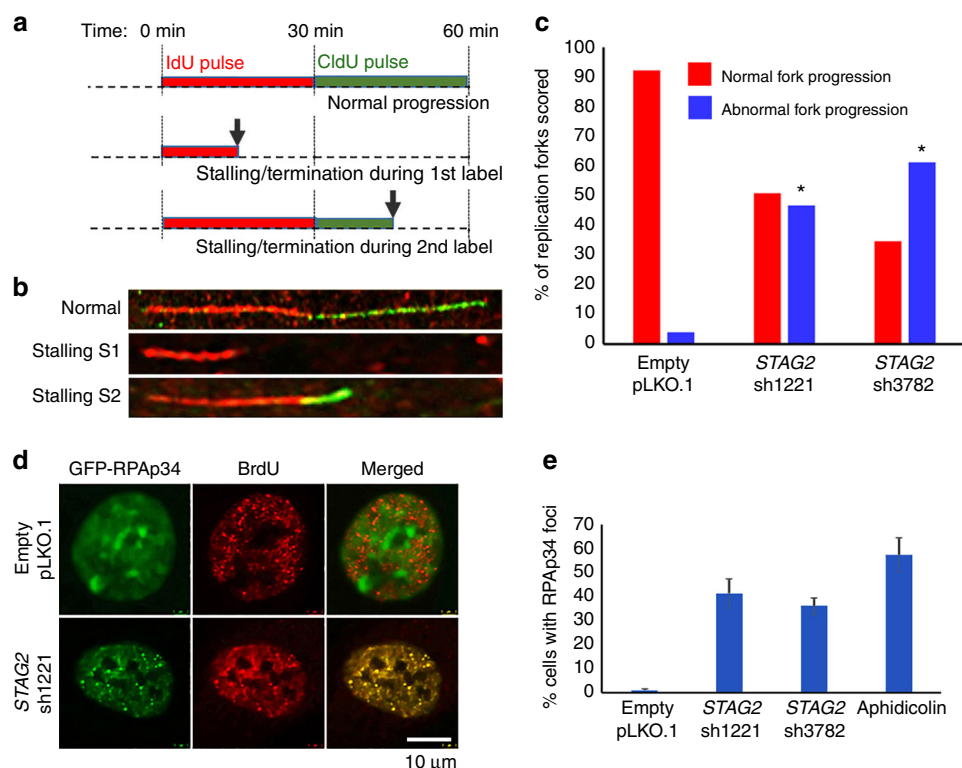 a
Time: 0 min 30 min 60 min
IdU pulse CldU pulse
Normal progression
Stalling/termination during 1st label
Stalling/termination during 2nd label
b
Normal
Stalling S1
Stalling S2
c
% of replication forks scored
100
90
80
70
60
50
40
30
20
10
0
Normal fork progression
Abnormal fork progression
*
*
Empty pLKO.1
STAG2 sh1221
STAG2 sh3782
d
GFP-RPAp34 BrdU Merged
Empty pLKO.1
STAG2 sh1221
10 μm
e
% cells with RPAp34 foci
70
60
50
40
30
20
10
0
Empty pLKO.1
STAG2 sh1221
STAG2 sh3782
Aphidicolin